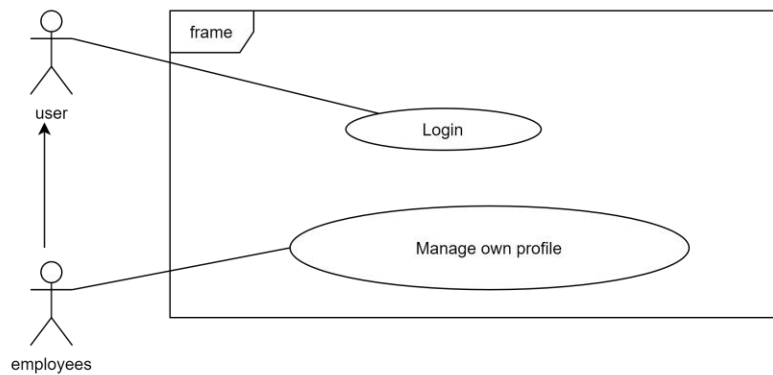 frame
user
Login
Manage own profile
employees